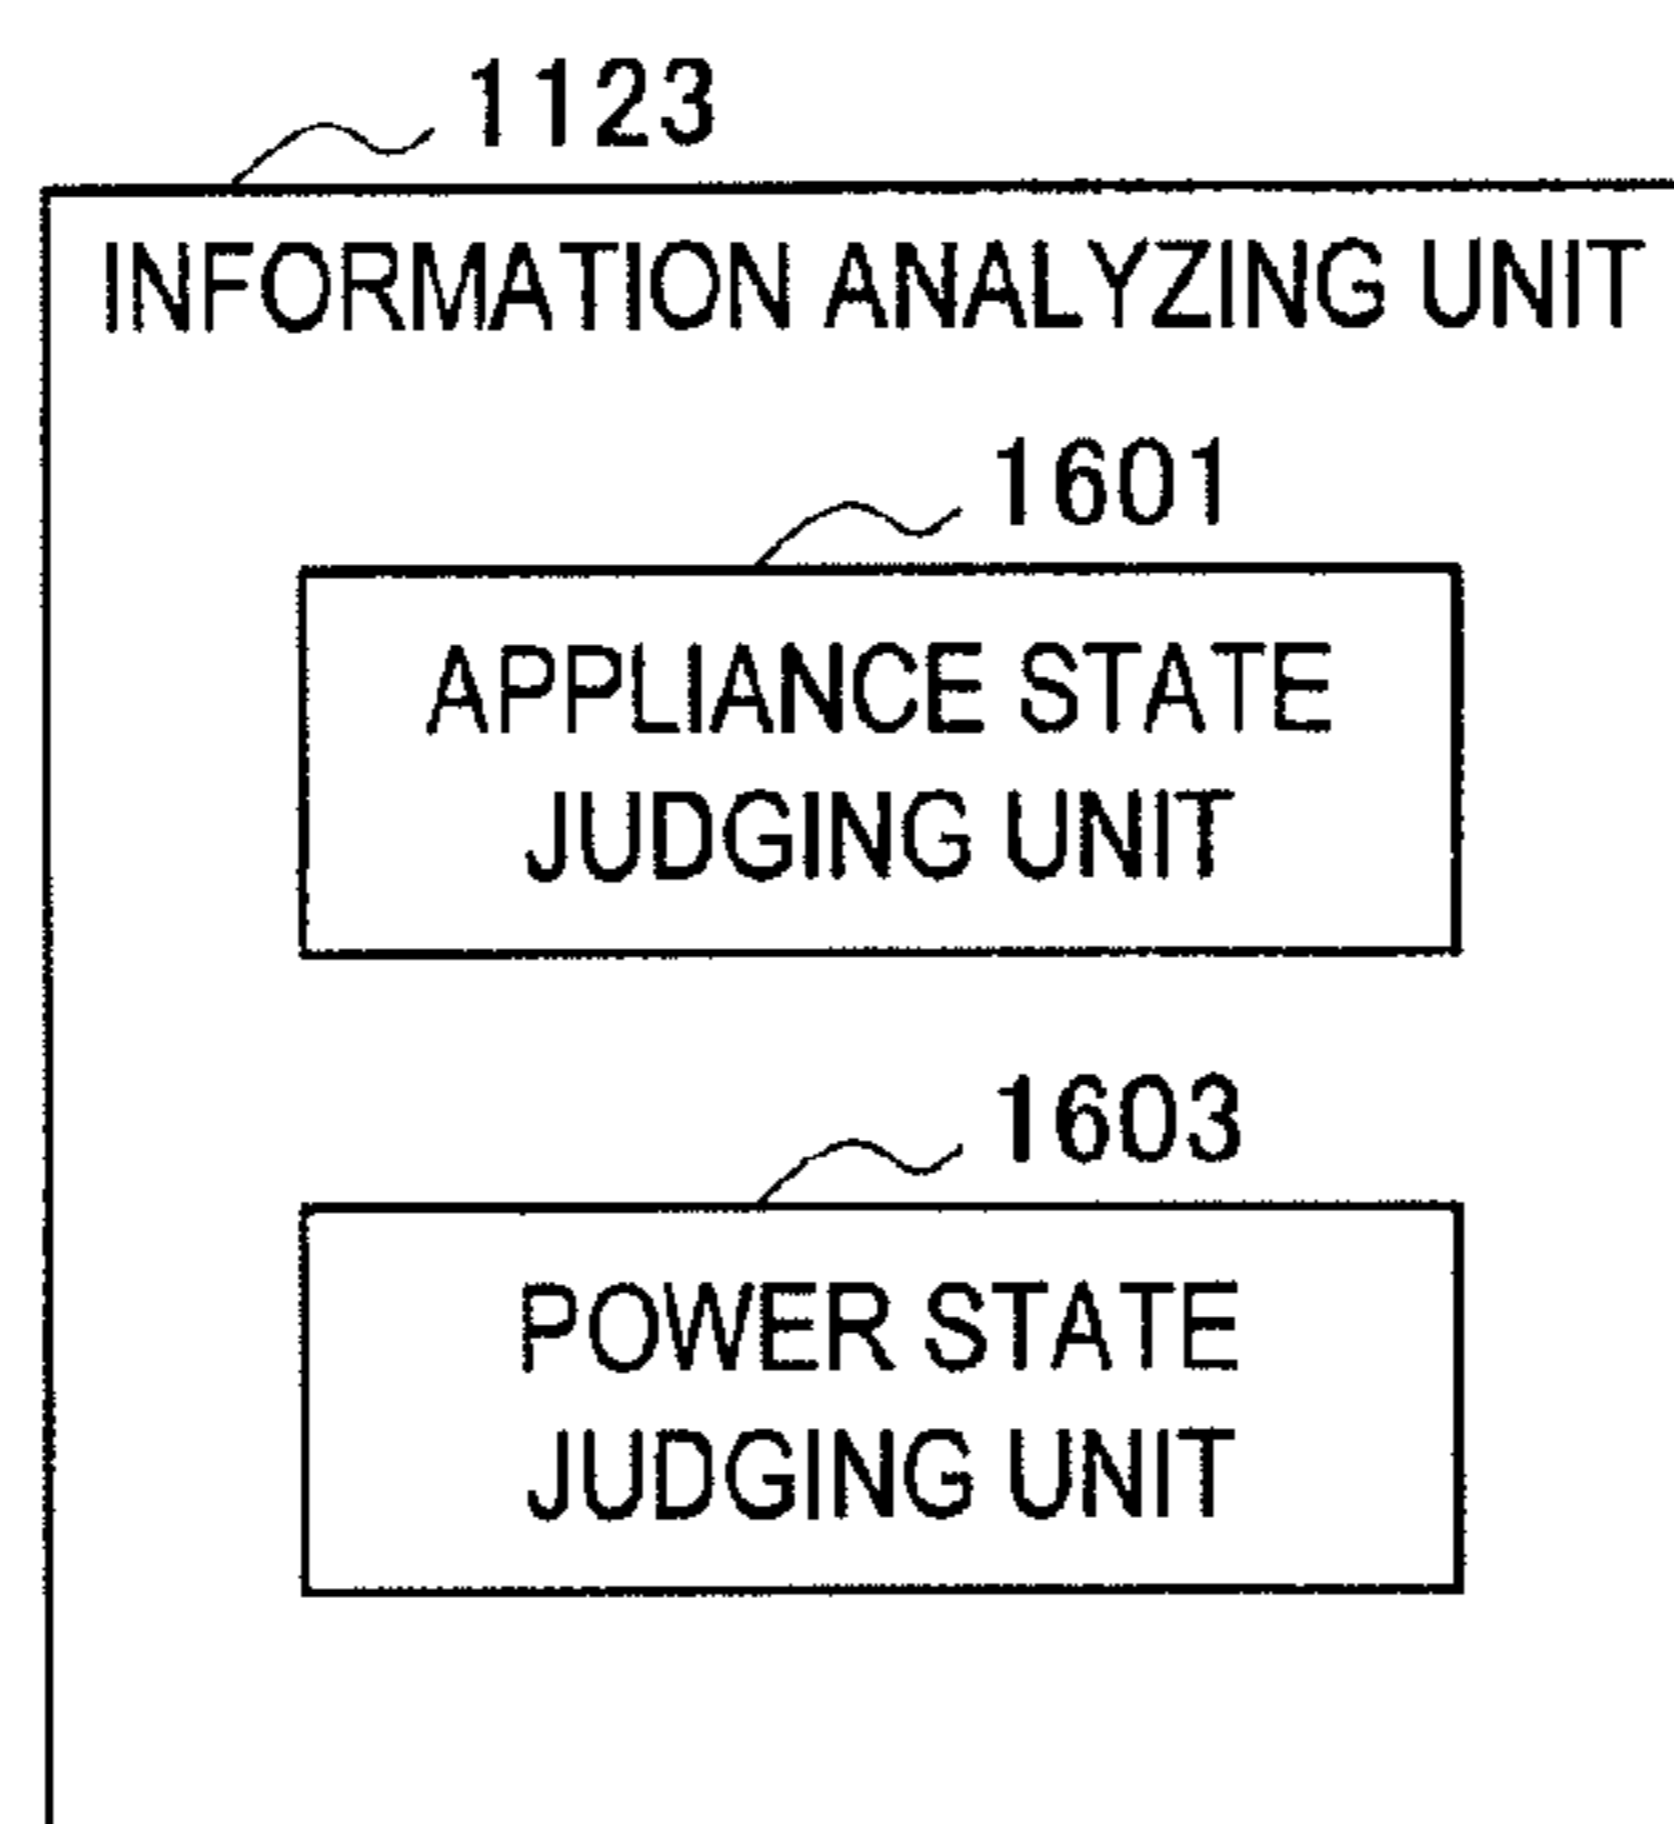 1123
INFORMATION ANALYZING UNIT
1601
APPLIANCE STATE
JUDGING UNIT
1603
POWER STATE
JUDGING UNIT